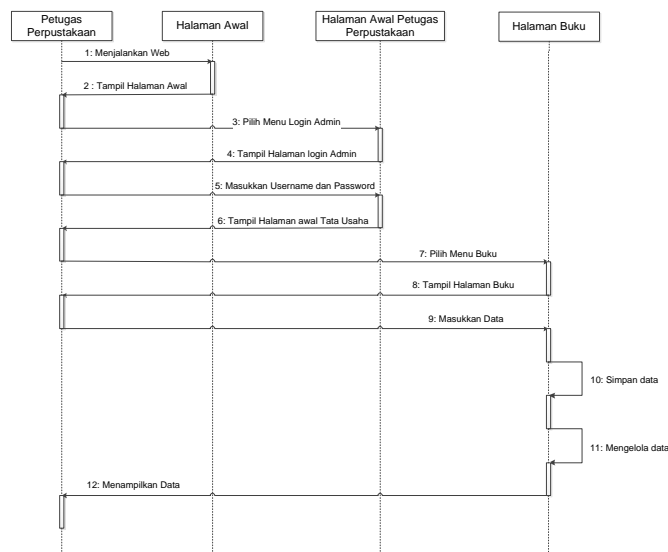 Petugas
Perpustakaan
Halaman Awal
Halaman Awal Petugas
Perpustakaan
Halaman Buku
1: Menjalankan Web
2 : Tampil Halaman Awal
3: Pilih Menu Login Admin
4: Tampil Halaman login Admin
5: Masukkan Username dan Password
6: Tampil Halaman awal Tata Usaha
7: Pilih Menu Buku
8: Tampil Halaman Buku
9: Masukkan Data
10: Simpan data
11: Mengelola data
12: Menampilkan Data